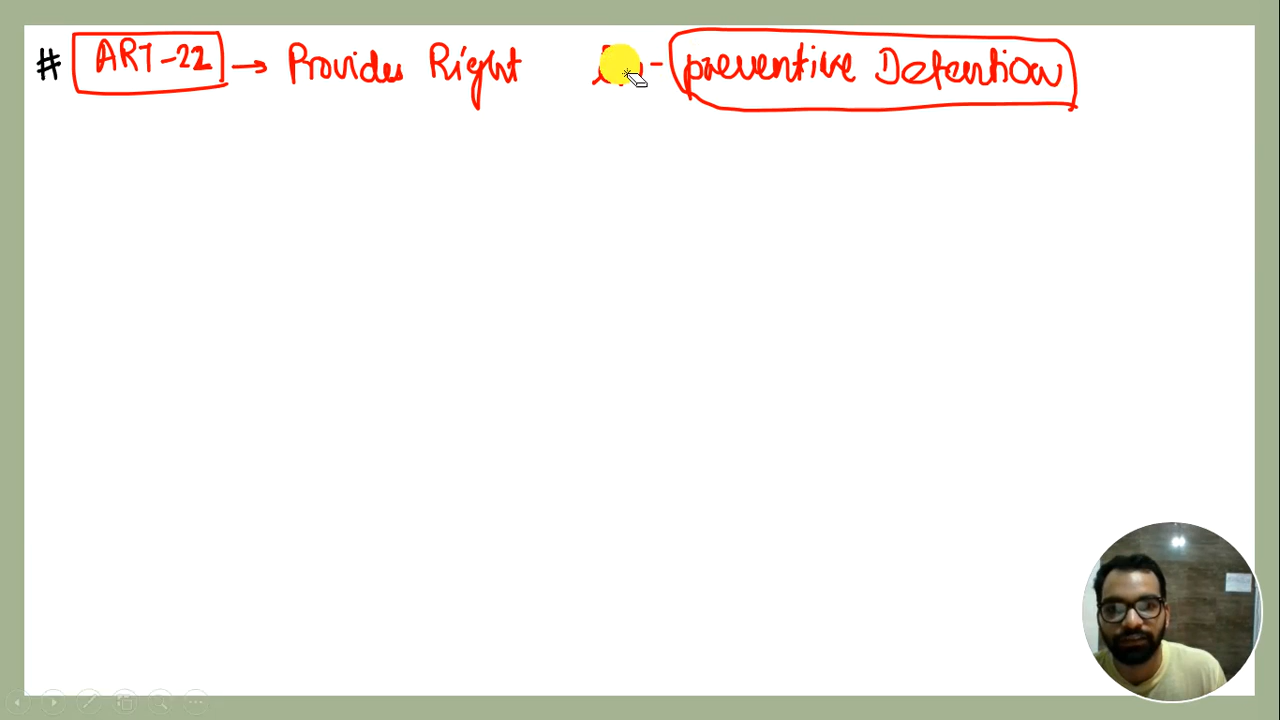 # ART-22 → Provides Right - preventive Detention